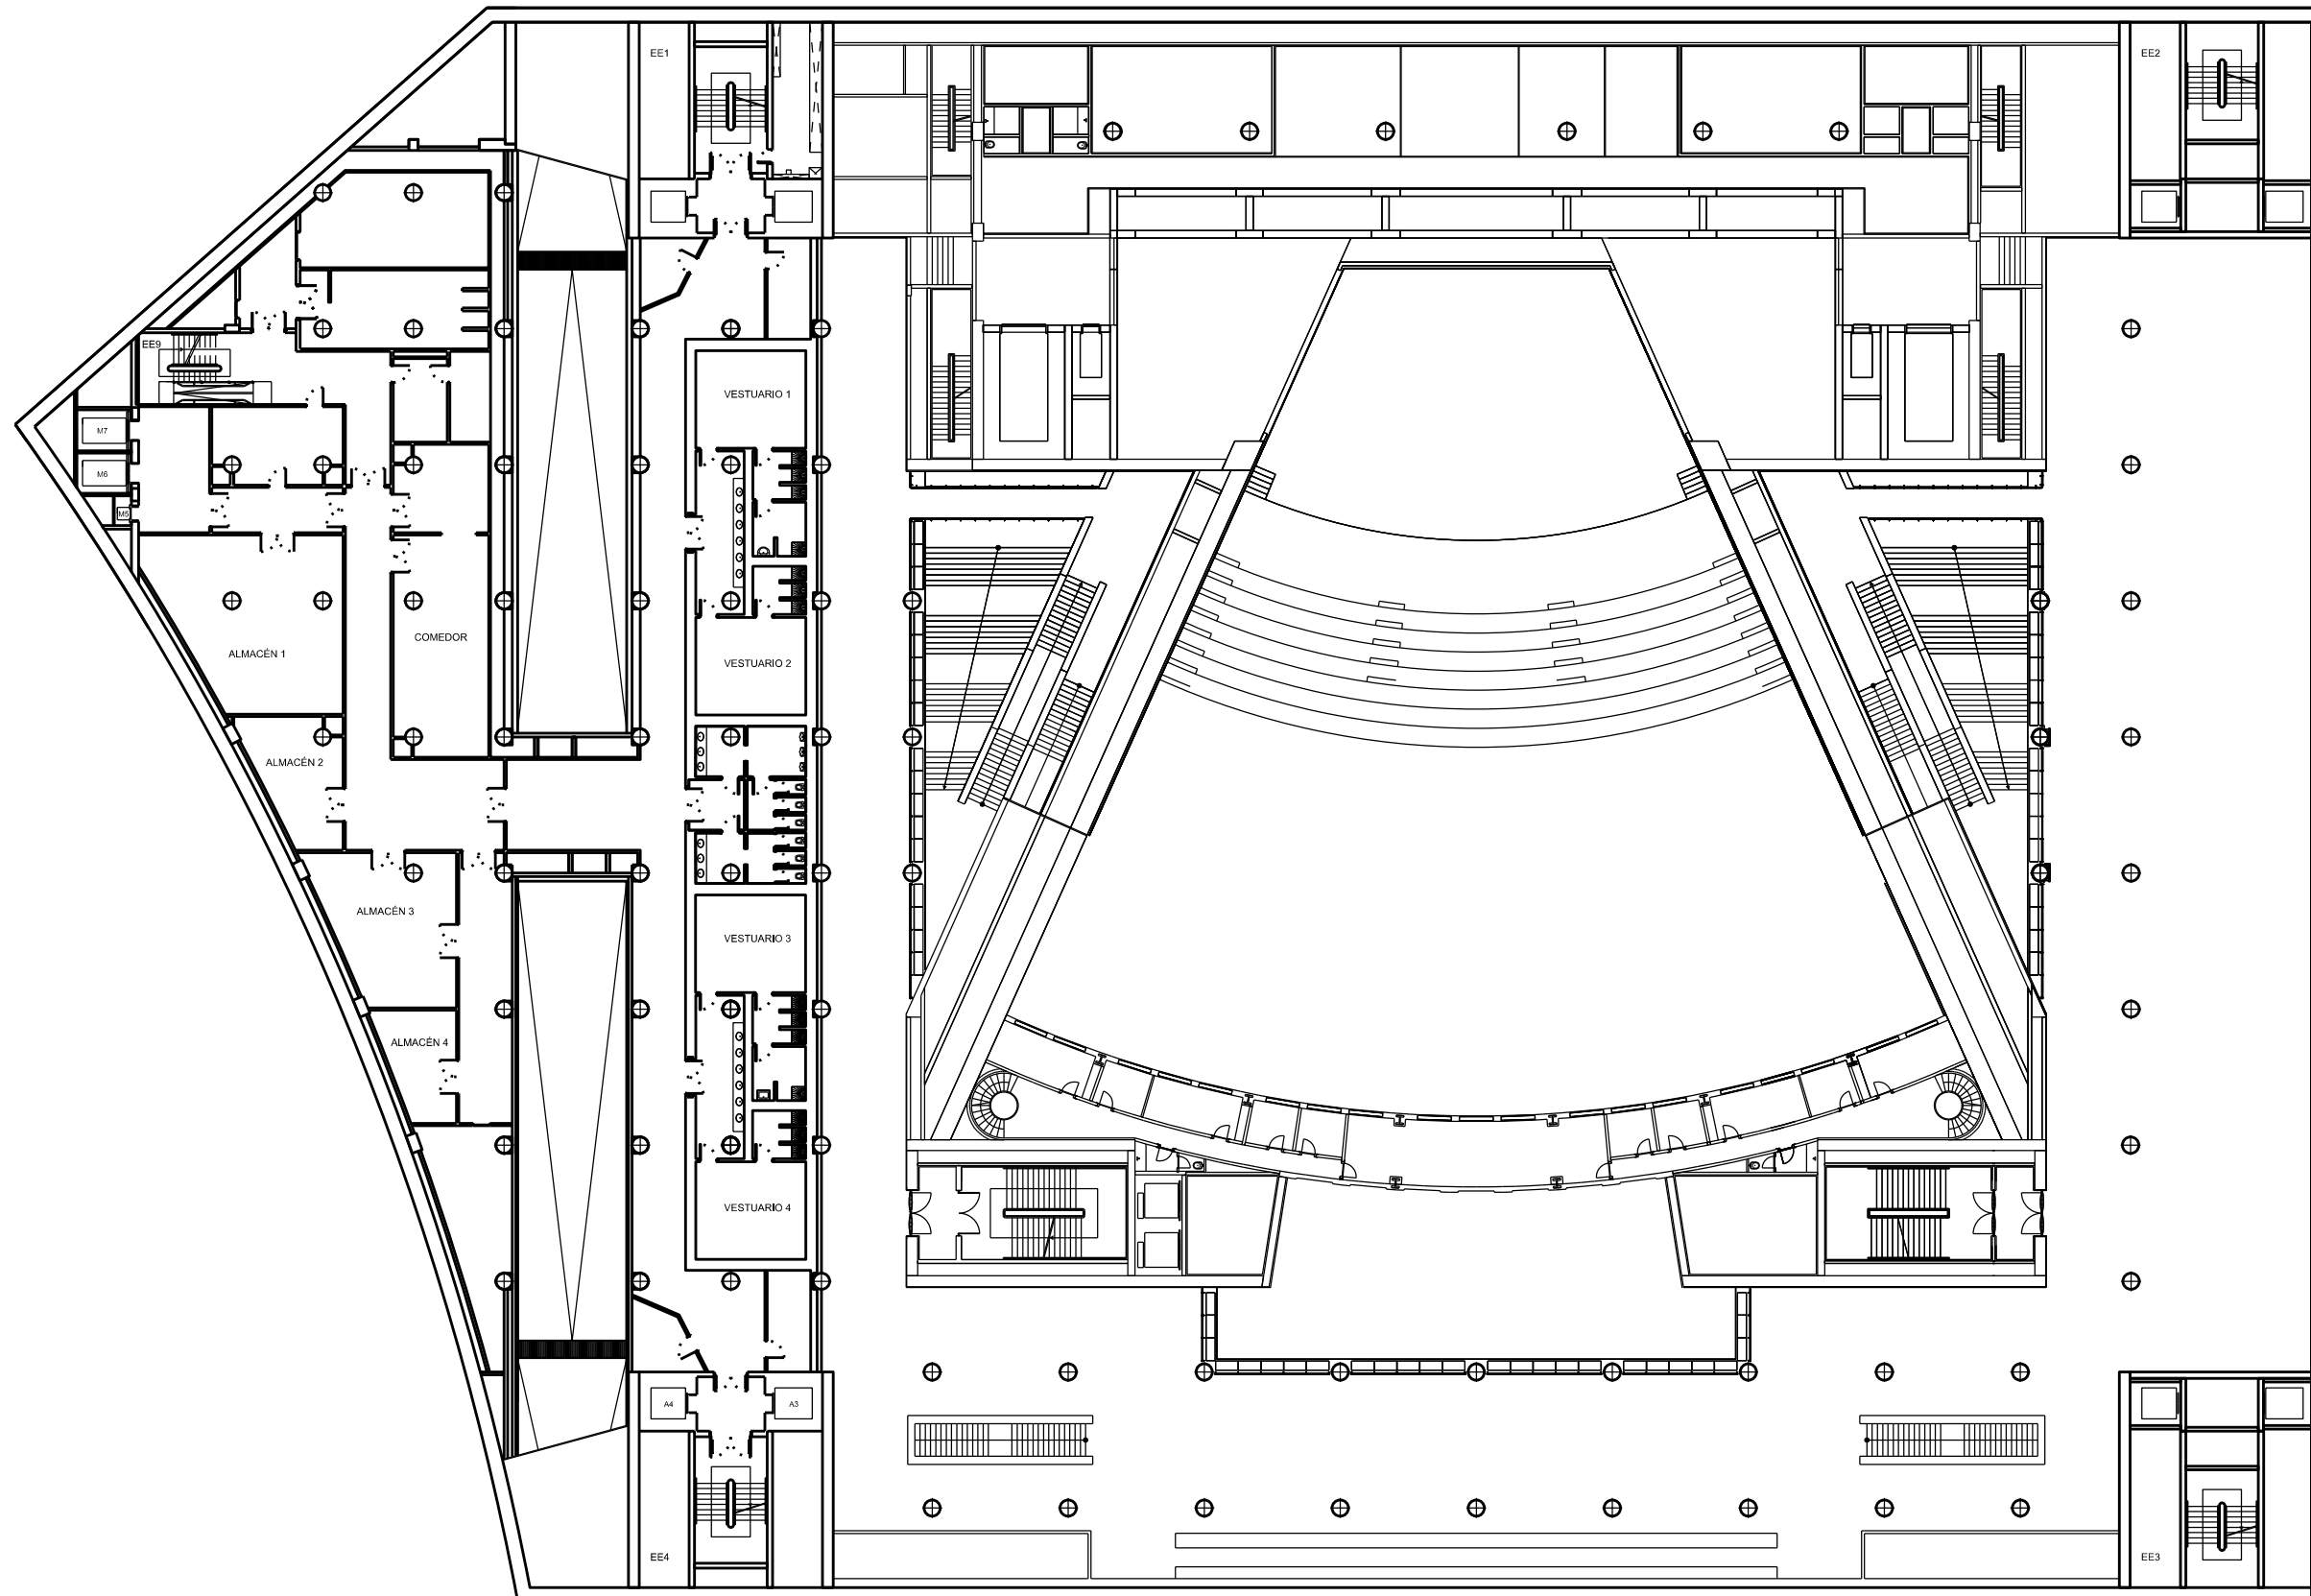 EE1
EE2
EE9
VESTUARIO 1
M7
M6
M5
COMEDOR
ALMACÉN 1
VESTUARIO 2
ALMACÉN 2
ALMACÉN 3
VESTUARIO 3
ALMACÉN 4
VESTUARIO 4
A4
A3
EE4
EE3